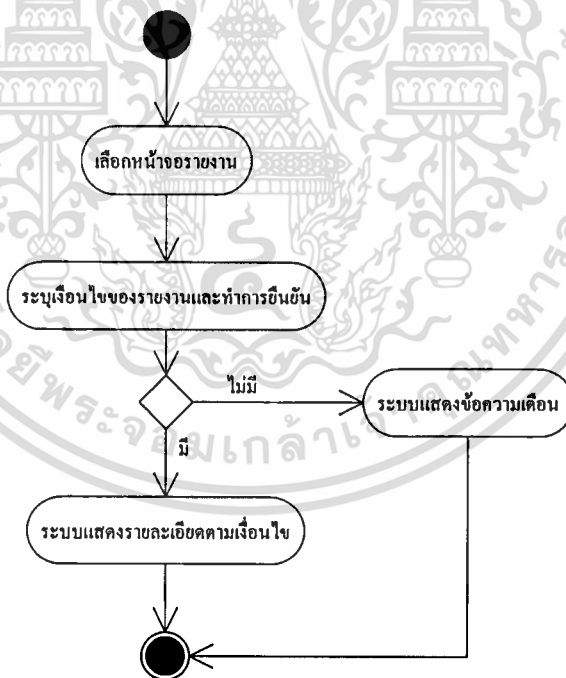 เลือกหน้าจอรายงาน
ระบุเงื่อนไขของรายงานและทำการยืนยัน
ไม่มี
ระบบแสดงข้อความเตือน
มี
ระบบแสดงรายละเอียดตามเงื่อนไข